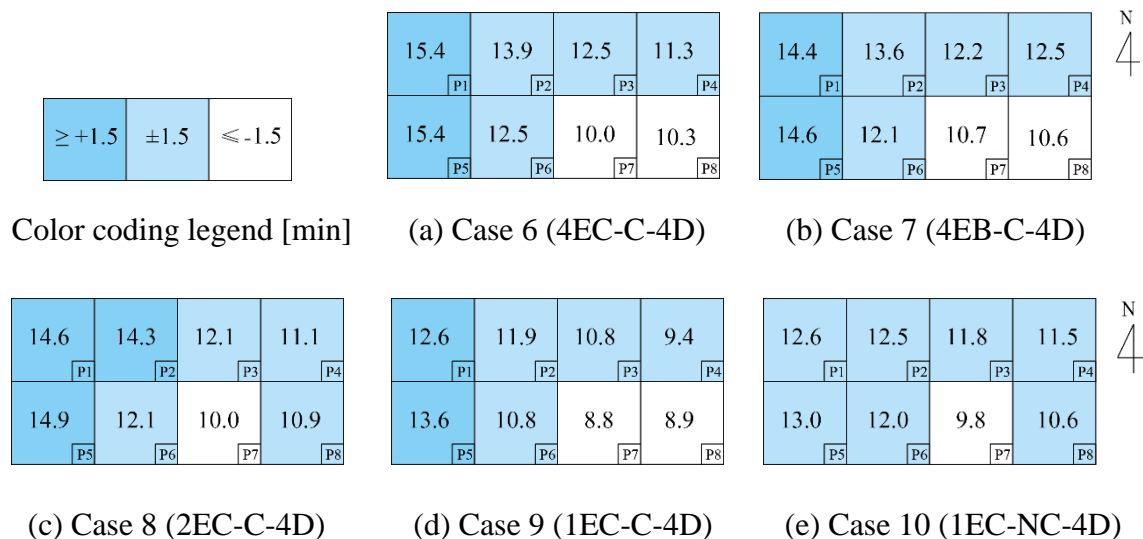 15.4 13.9 12.5 11.3
P1 P2 P3 P4
15.4 12.5 10.0 10.3
P5 P6 P7 P8
14.4 13.6 12.2 12.5
P1 P2 P3 P4
14.6 12.1 10.7 10.6
P5 P6 P7 P8
N
≥ +1.5 ±1.5 ⩽ -1.5
Color coding legend [min]
(a) Case 6 (4EC-C-4D)
(b) Case 7 (4EB-C-4D)
14.6 14.3 12.1 11.1
P1 P2 P3 P4
14.9 12.1 10.0 10.9
P5 P6 P7 P8
12.6 11.9 10.8 9.4
P1 P2 P3 P4
13.6 10.8 8.8 8.9
P5 P6 P7 P8
12.6 12.5 11.8 11.5
P1 P2 P3 P4
13.0 12.0 9.8 10.6
P5 P6 P7 P8
N
(c) Case 8 (2EC-C-4D)
(d) Case 9 (1EC-C-4D)
(e) Case 10 (1EC-NC-4D)